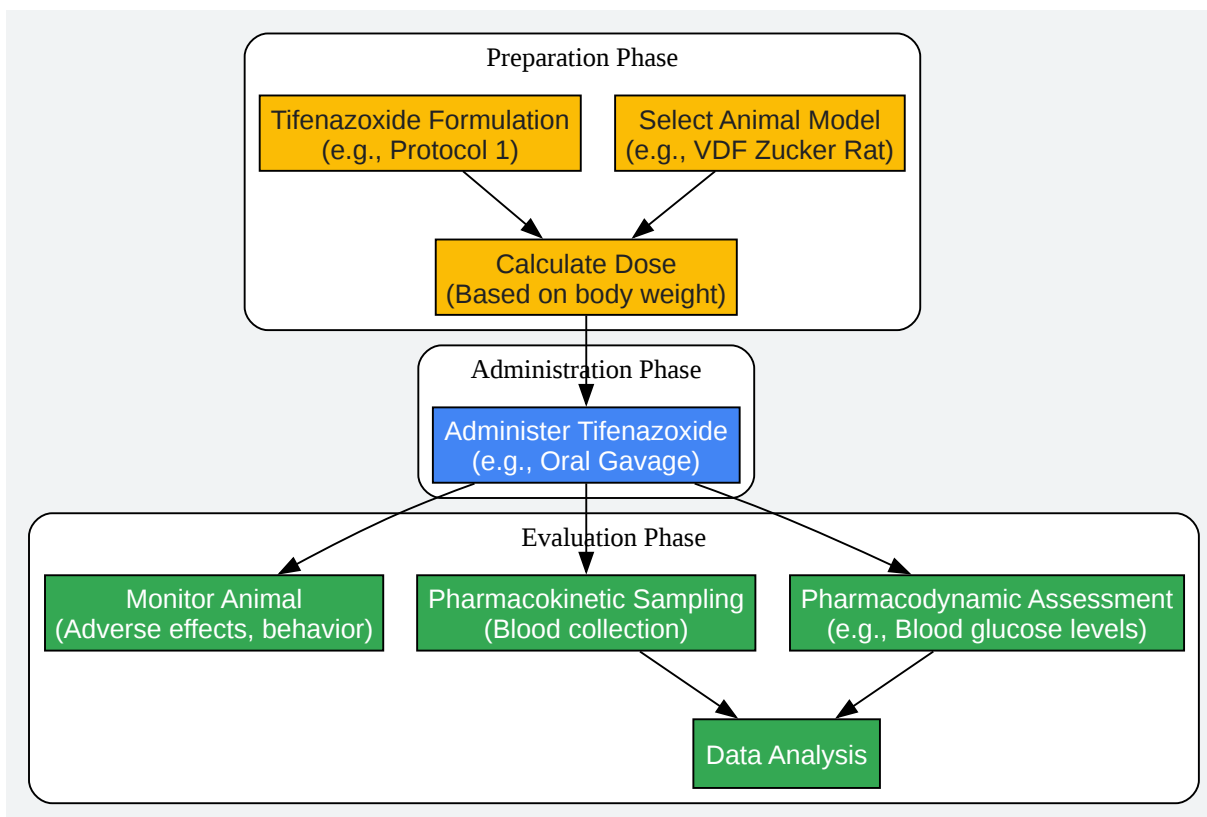 Preparation Phase
Tifenazoxide Formulation
(e.g., Protocol 1)
Select Animal Model
(e.g., VDF Zucker Rat)
Calculate Dose
(Based on body weight)
Administration Phase
Administer Tifenazoxide
(e.g., Oral Gavage)
Evaluation Phase
Monitor Animal
(Adverse effects, behavior)
Pharmacokinetic Sampling
(Blood collection)
Pharmacodynamic Assessment
(e.g., Blood glucose levels)
Data Analysis